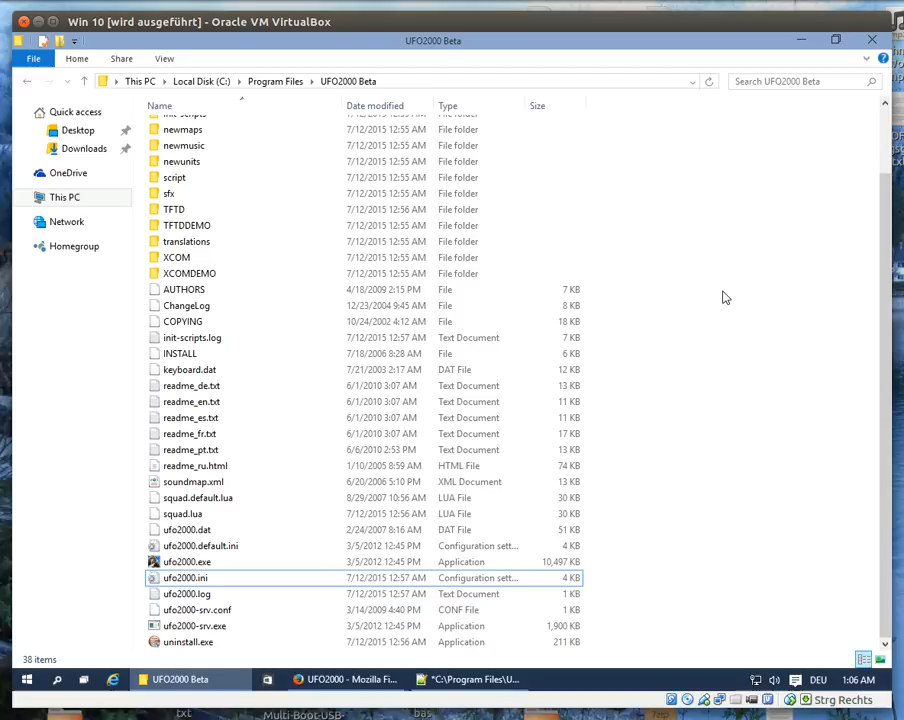 Win 10 [wird ausgeführt] - Oracle VM VirtualBox
UFO2000 Beta
File Home Share View
This PC Local Disk (C:) Program Files UFO2000 Beta Search UFO2000 Beta
Name Date modified Type Size
Quick access
Desktop
Downloads
OneDrive
This PC
Network
Homegroup
init-scripts 7/12/2015 12:55 AM File folder
newmaps 7/12/2015 12:55 AM File folder
newmusic 7/12/2015 12:55 AM File folder
newunits 7/12/2015 12:55 AM File folder
script 7/12/2015 12:55 AM File folder
sfx 7/12/2015 12:55 AM File folder
TFTD 7/12/2015 12:56 AM File folder
TFTDDEMO 7/12/2015 12:55 AM File folder
translations 7/12/2015 12:55 AM File folder
XCOM 7/12/2015 12:55 AM File folder
XCOMDEMO 7/12/2015 12:55 AM File folder
AUTHORS 4/18/2009 2:15 PM File 7 KB
ChangeLog 12/23/2004 9:45 AM File 8 KB
COPYING 10/24/2002 4:12 AM File 18 KB
init-scripts.log 7/12/2015 12:57 AM Text Document 7 KB
INSTALL 7/18/2006 8:28 AM File 6 KB
keyboard.dat 7/21/2003 2:17 AM DAT File 12 KB
readme_de.txt 6/1/2010 3:07 AM Text Document 13 KB
readme_en.txt 6/1/2010 3:07 AM Text Document 12 KB
readme_es.txt 6/1/2010 3:07 AM Text Document 11 KB
readme_fr.txt 6/1/2010 3:07 AM Text Document 13 KB
readme_pt.txt 6/6/2010 2:53 PM Text Document 13 KB
readme_ru.html 1/10/2005 8:59 AM HTML File 74 KB
soundmap.xml 6/20/2006 5:10 PM XML Document 13 KB
squad.default.lua 8/29/2007 10:56 AM LUA File 30 KB
squad.lua 7/12/2015 12:56 AM LUA File 30 KB
ufo2000.dat 2/24/2007 8:16 AM DAT File 51 KB
ufo2000.default.ini 3/5/2012 12:45 PM Configuration sett... 4 KB
ufo2000.exe 3/5/2012 12:45 PM Application 10,497 KB
ufo2000.ini 7/12/2015 12:57 AM Configuration sett... 4 KB
ufo2000.log 7/12/2015 12:57 AM Text Document 1 KB
ufo2000-srv.conf 3/14/2009 4:40 PM CONF File 1 KB
ufo2000-srv.exe 3/5/2012 12:45 PM Application 1,900 KB
uninstall.exe 7/12/2015 12:56 AM Application 211 KB
38 items
UFO2000 Beta UFO2000 - Mozilla Fi... *C:\Program Files\U... DEU 1:06 AM
Strg Rechts
txt Multi-Boot-USB- bas